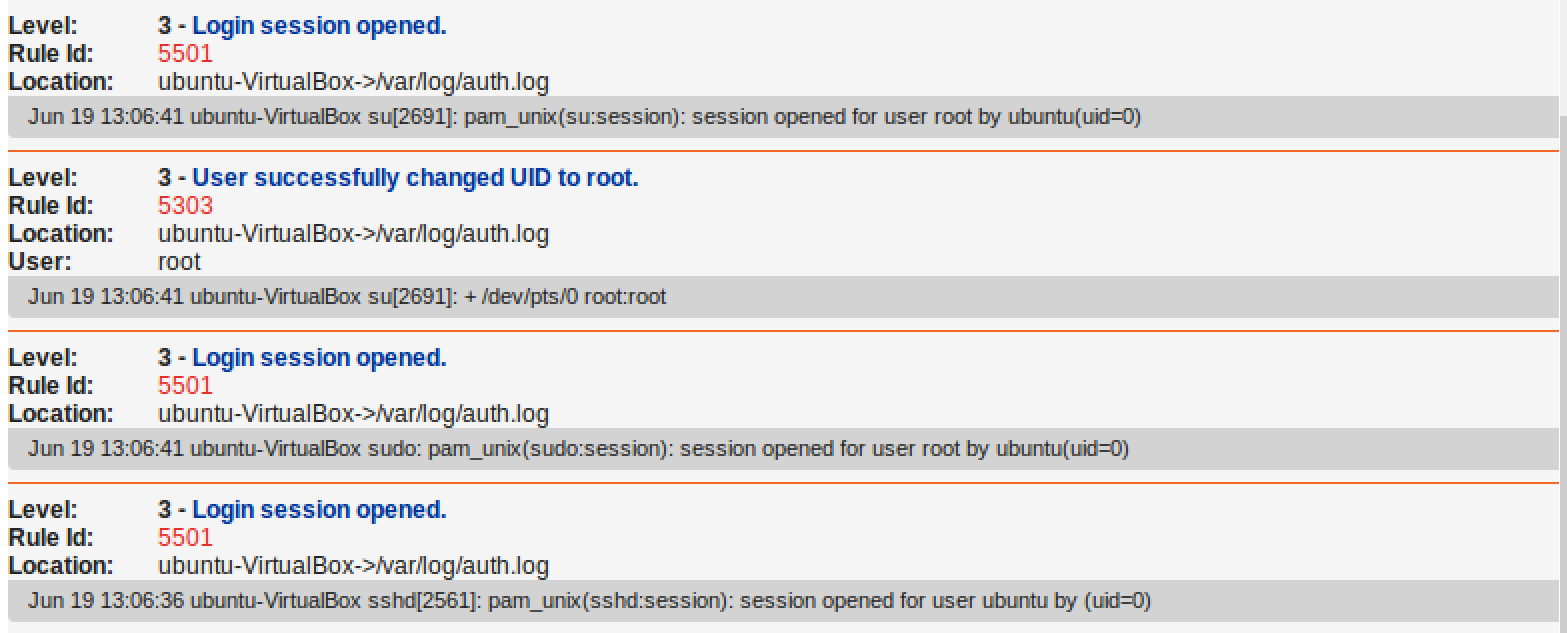 Level: 3 - Login session opened.
Rule Id: 5501
Location: ubuntu-VirtualBox->/var/log/auth.log
Jun 19 13:06:41 ubuntu-VirtualBox su[2691]: pam_unix(su:session): session opened for user root by ubuntu(uid=0)
Level: 3 - User successfully changed UID to root.
Rule Id: 5303
Location: ubuntu-VirtualBox->/var/log/auth.log
User: root
Jun 19 13:06:41 ubuntu-VirtualBox su[2691]: + /dev/pts/0 root:root
Level: 3 - Login session opened.
Rule Id: 5501
Location: ubuntu-VirtualBox->/var/log/auth.log
Jun 19 13:06:41 ubuntu-VirtualBox sudo: pam_unix(sudo:session): session opened for user root by ubuntu(uid=0)
Level: 3 - Login session opened.
Rule Id: 5501
Location: ubuntu-VirtualBox->/var/log/auth.log
Jun 19 13:06:36 ubuntu-VirtualBox sshd[2561]: pam_unix(sshd:session): session opened for user ubuntu by (uid=0)